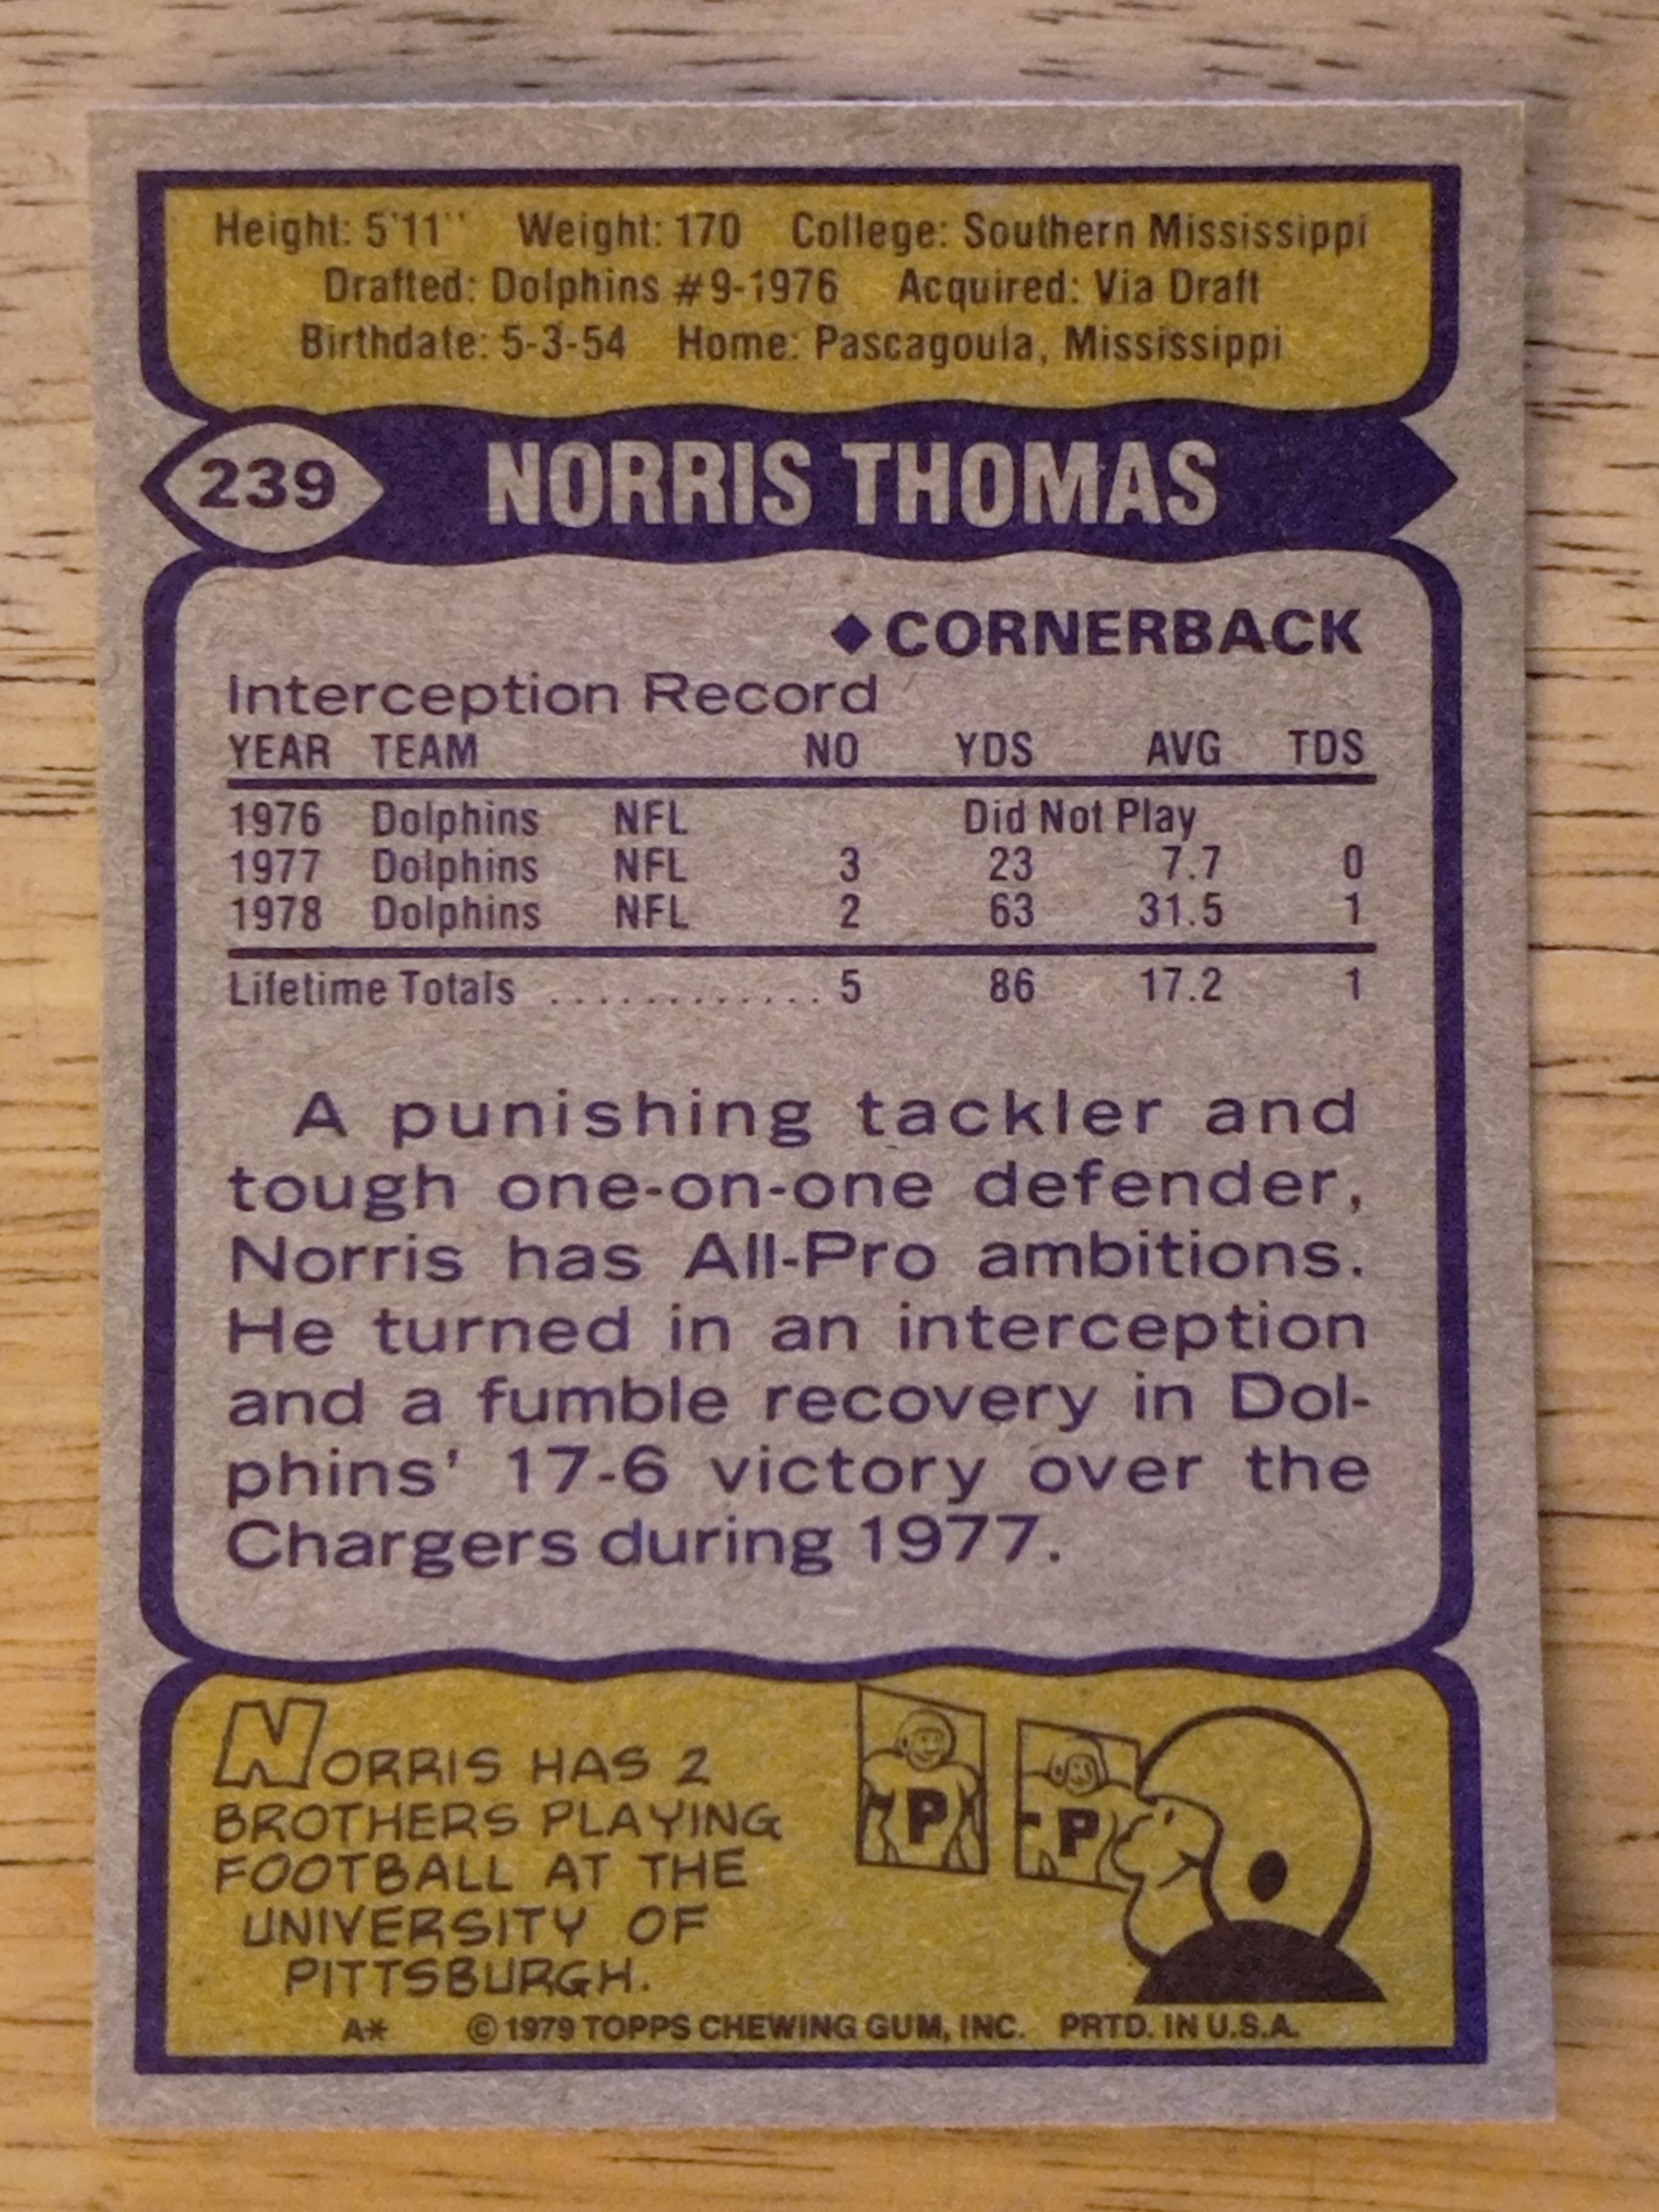 Height: 5'11'' Weight: 170 College: Southern Mississippi
Drafted: Dolphins #9-1976 Acquired: Via Draft
Birthdate: 5-3-54 Home: Pascagoula, Mississippi
239 NORRIS THOMAS
◆CORNERBACK
Interception Record
YEAR TEAM NO YDS AVG TDS
1976 Dolphins NFL Did Not Play
1977 Dolphins NFL 3 23 7.7 0
1978 Dolphins NFL 2 63 31.5 1
Lifetime Totals ............. 5 86 17.2 1
A punishing tackler and
tough one-on-one defender,
Norris has All-Pro ambitions.
He turned in an interception
and a fumble recovery in Dol-
phins' 17-6 victory over the
Chargers during 1977.
NORRIS HAS 2
BROTHERS PLAYING
FOOTBALL AT THE
UNIVERSITY OF
PITTSBURGH.
P P
A* © 1979 TOPPS CHEWING GUM, INC. PRTD. IN U.S.A.